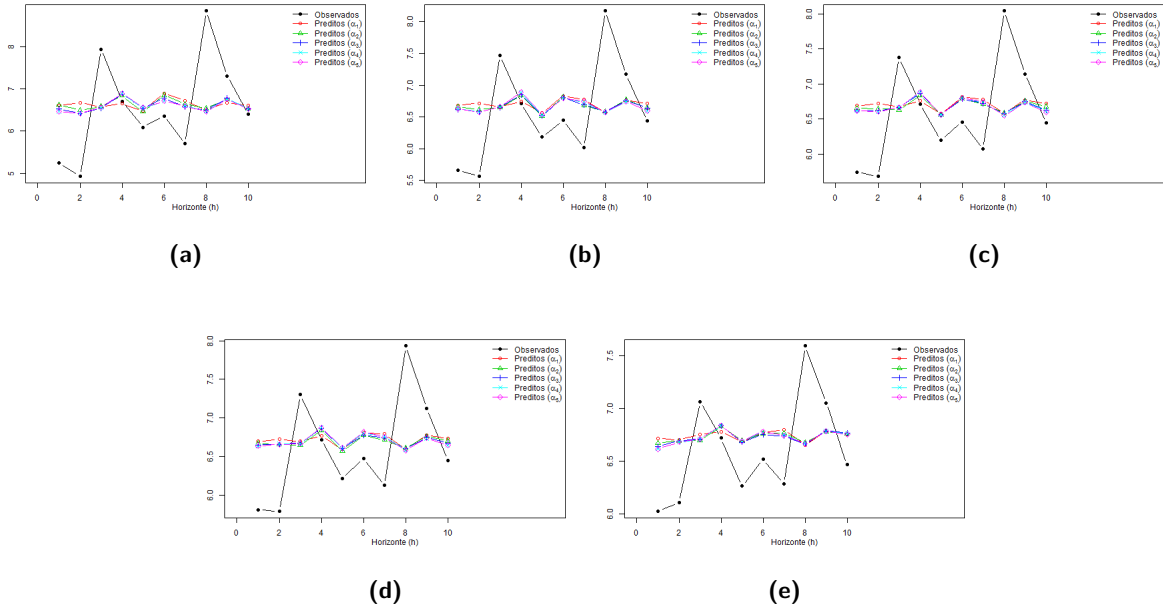 8
7
6
5
0
2
4
6
8
10
Horizonte (h)
Observados
Preditos (α₁)
Preditos (α₂)
Preditos (α₃)
Preditos (α₄)
Preditos (α₅)
(a)
8.0
7.5
7.0
6.5
6.0
5.5
0
2
4
6
8
10
Horizonte (h)
Observados
Preditos (α₁)
Preditos (α₂)
Preditos (α₃)
Preditos (α₄)
Preditos (α₅)
(b)
8.0
7.5
7.0
6.5
6.0
0
2
4
6
8
10
Horizonte (h)
Observados
Preditos (α₁)
Preditos (α₂)
Preditos (α₃)
Preditos (α₄)
Preditos (α₅)
(c)
8.0
7.5
7.0
6.5
6.0
0
2
4
6
8
10
Horizonte (h)
Observados
Preditos (α₁)
Preditos (α₂)
Preditos (α₃)
Preditos (α₄)
Preditos (α₅)
(d)
7.5
7.0
6.5
6.0
0
2
4
6
8
10
Horizonte (h)
Observados
Preditos (α₁)
Preditos (α₂)
Preditos (α₃)
Preditos (α₄)
Preditos (α₅)
(e)